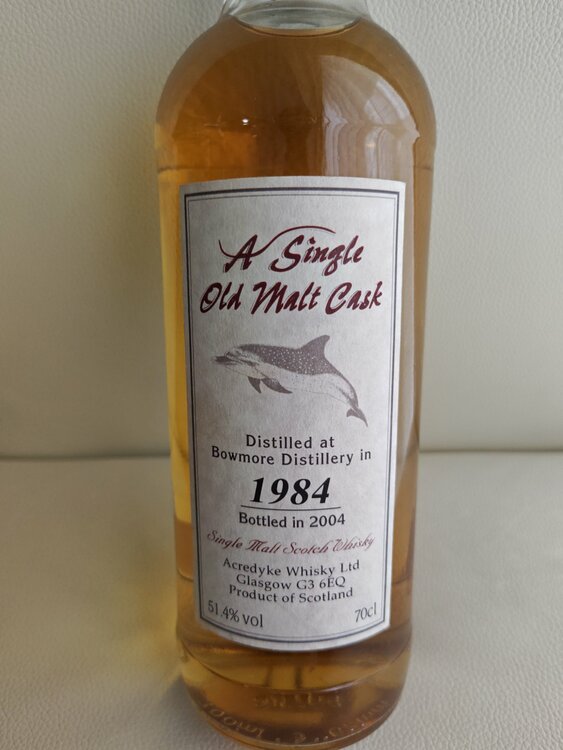 A Single
Old Malt Cask
Distilled at
Bowmore Distillery in
1984
Bottled in 2004
Single Malt Scotch Whisky
Acredyke Whisky Ltd
Glasgow G3 6EQ
Product of Scotland
51.4% vol 70cl